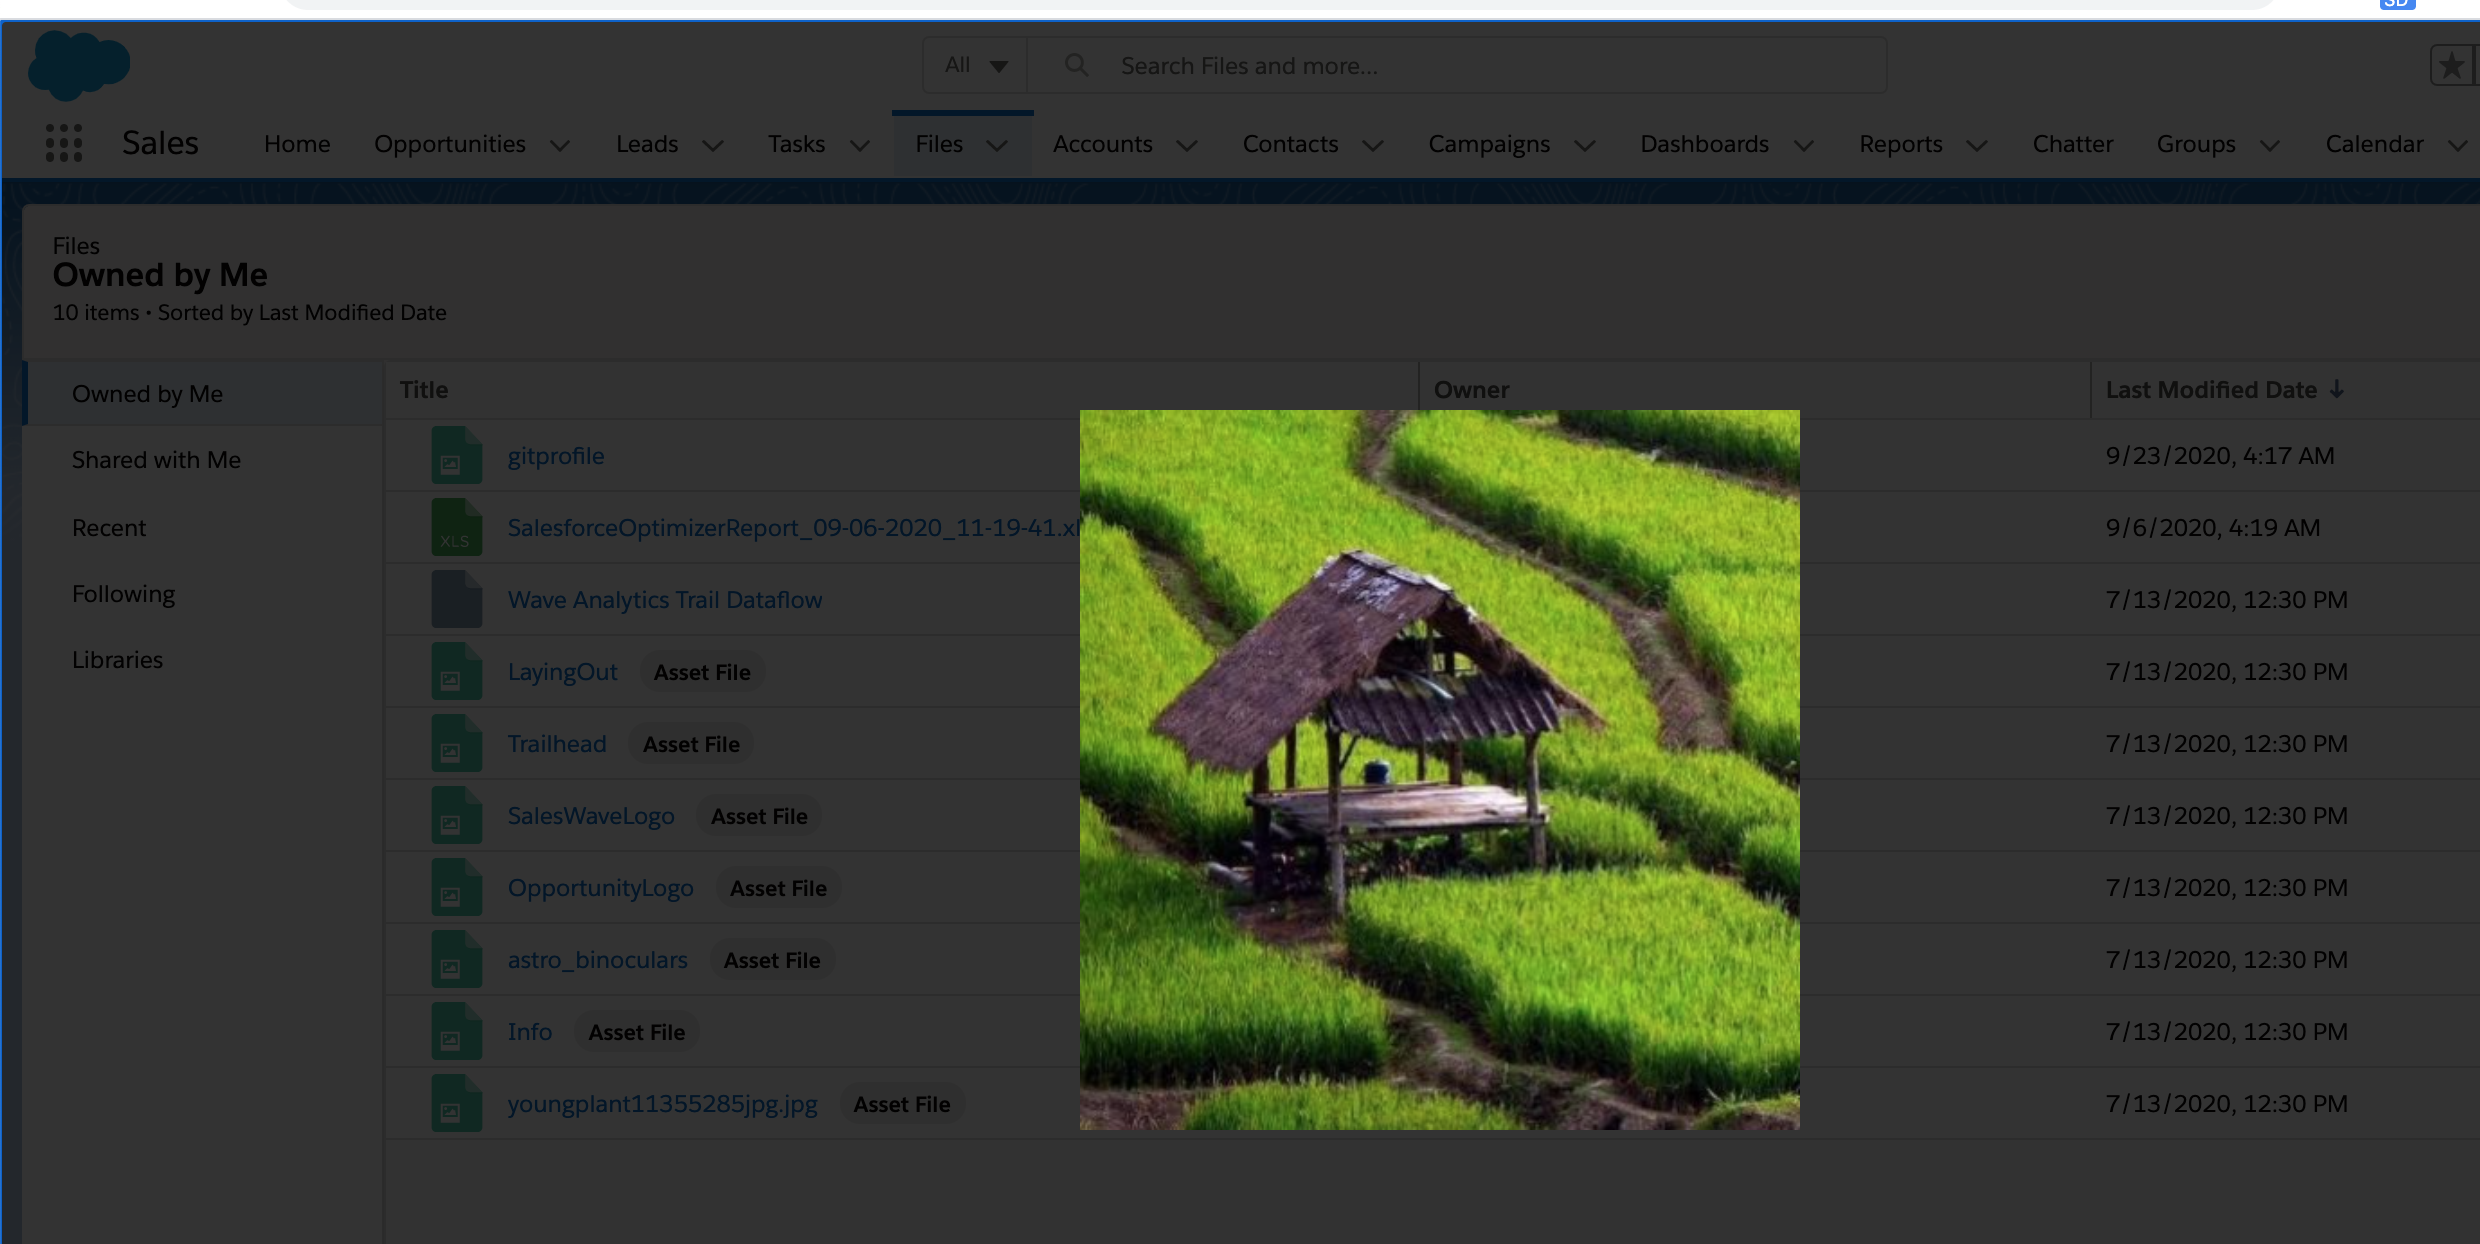 SD
All
Search Files and more...
Sales Home Opportunities Leads Tasks Files Accounts Contacts Campaigns Dashboards Reports Chatter Groups Calendar
Files
Owned by Me
10 items • Sorted by Last Modified Date
Owned by Me
Shared with Me
Recent
Following
Libraries
Title Owner Last Modified Date
gitprofile 9/23/2020, 4:17 AM
XLS SalesforceOptimizerReport_09-06-2020_11-19-41.xl 9/6/2020, 4:19 AM
Wave Analytics Trail Dataflow 7/13/2020, 12:30 PM
LayingOut Asset File 7/13/2020, 12:30 PM
Trailhead Asset File 7/13/2020, 12:30 PM
SalesWaveLogo Asset File 7/13/2020, 12:30 PM
OpportunityLogo Asset File 7/13/2020, 12:30 PM
astro_binoculars Asset File 7/13/2020, 12:30 PM
Info Asset File 7/13/2020, 12:30 PM
youngplant11355285jpg.jpg Asset File 7/13/2020, 12:30 PM